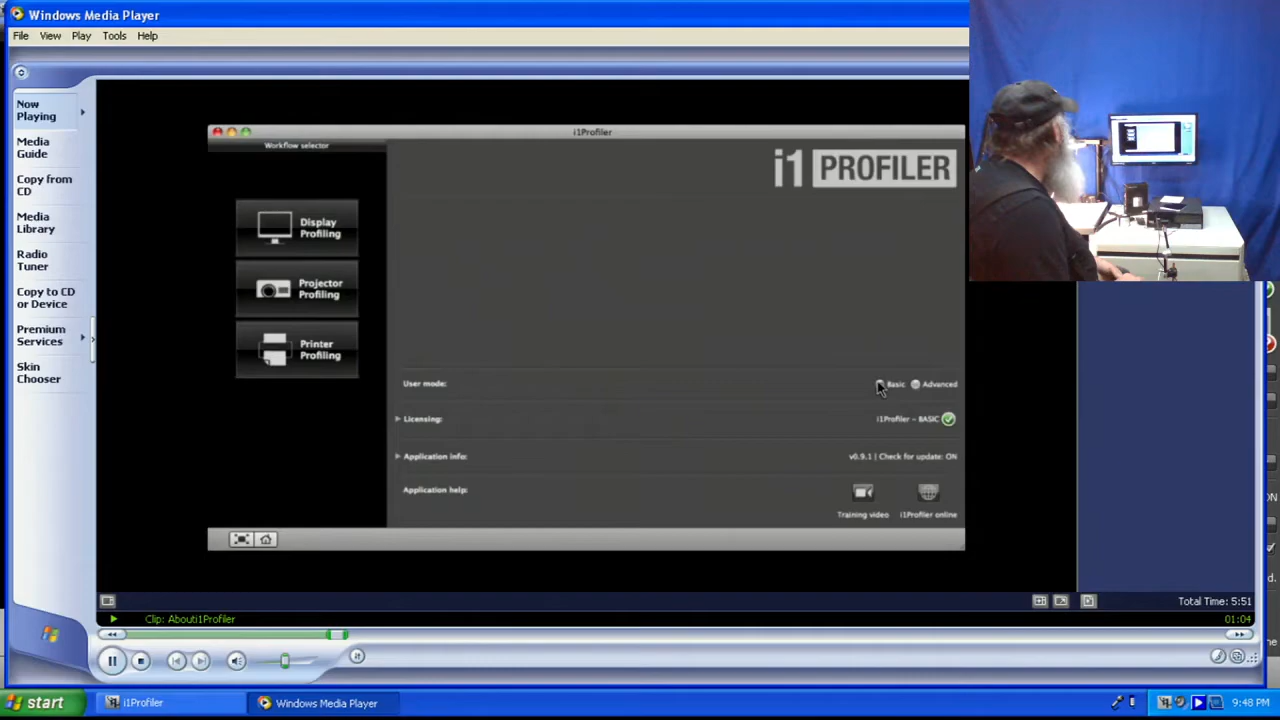 Windows Media Player
File View Play Tools Help
Now Playing
Media Guide
Copy from CD
Media Library
Radio Tuner
Copy to CD or Device
Premium Services
Skin Chooser
i1Profiler
Workflow selector
i1 PROFILER
Display Profiling
Projector Profiling
Printer Profiling
User mode: Basic Advanced
Licensing: i1Profiler - BASIC
Application info: v0.9.1 | Check for update: ON
Application help:
Training video i1Profiler online
Total Time: 5:51
Clip: Abouti1Profiler 01:04
start i1Profiler Windows Media Player 9:48 PM